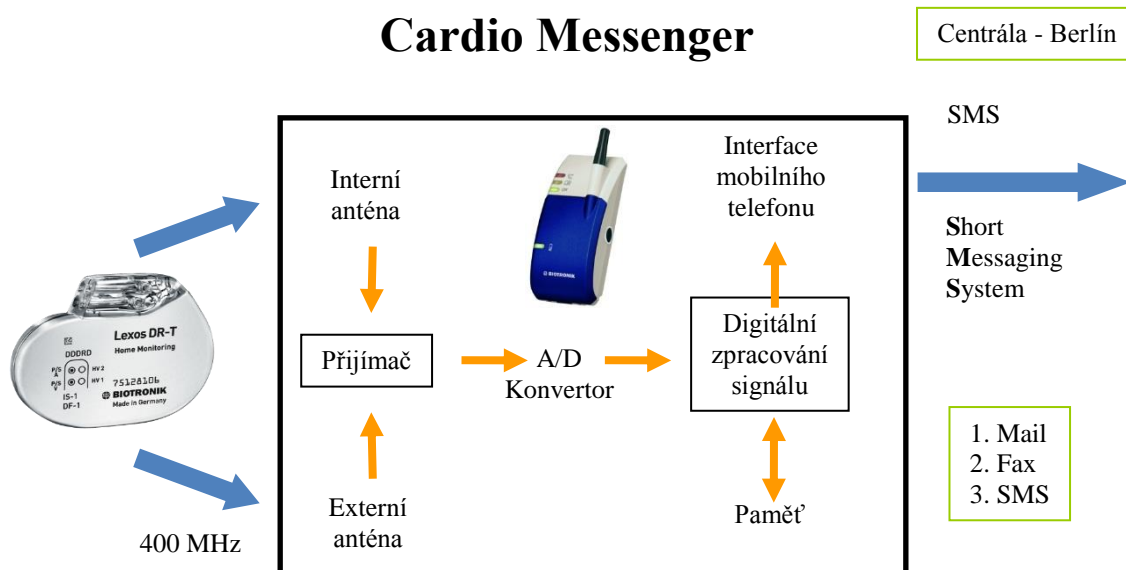 Cardio Messenger
Centrála - Berlín
SMS
Short
Messaging
System
Interní
anténa
Interface
mobilního
telefonu
BIOTRONIK
Lexos DR-T
Home Monitoring
DDDRD
P/S
A
HV 2
P/S
V
HV 1
IS-1
DF-1
75128106
BIOTRONIK
Made in Germany
Přijímač
A/D
Konvertor
Digitální
zpracování
signálu
Externí
anténa
Paměť
400 MHz
1. Mail
2. Fax
3. SMS